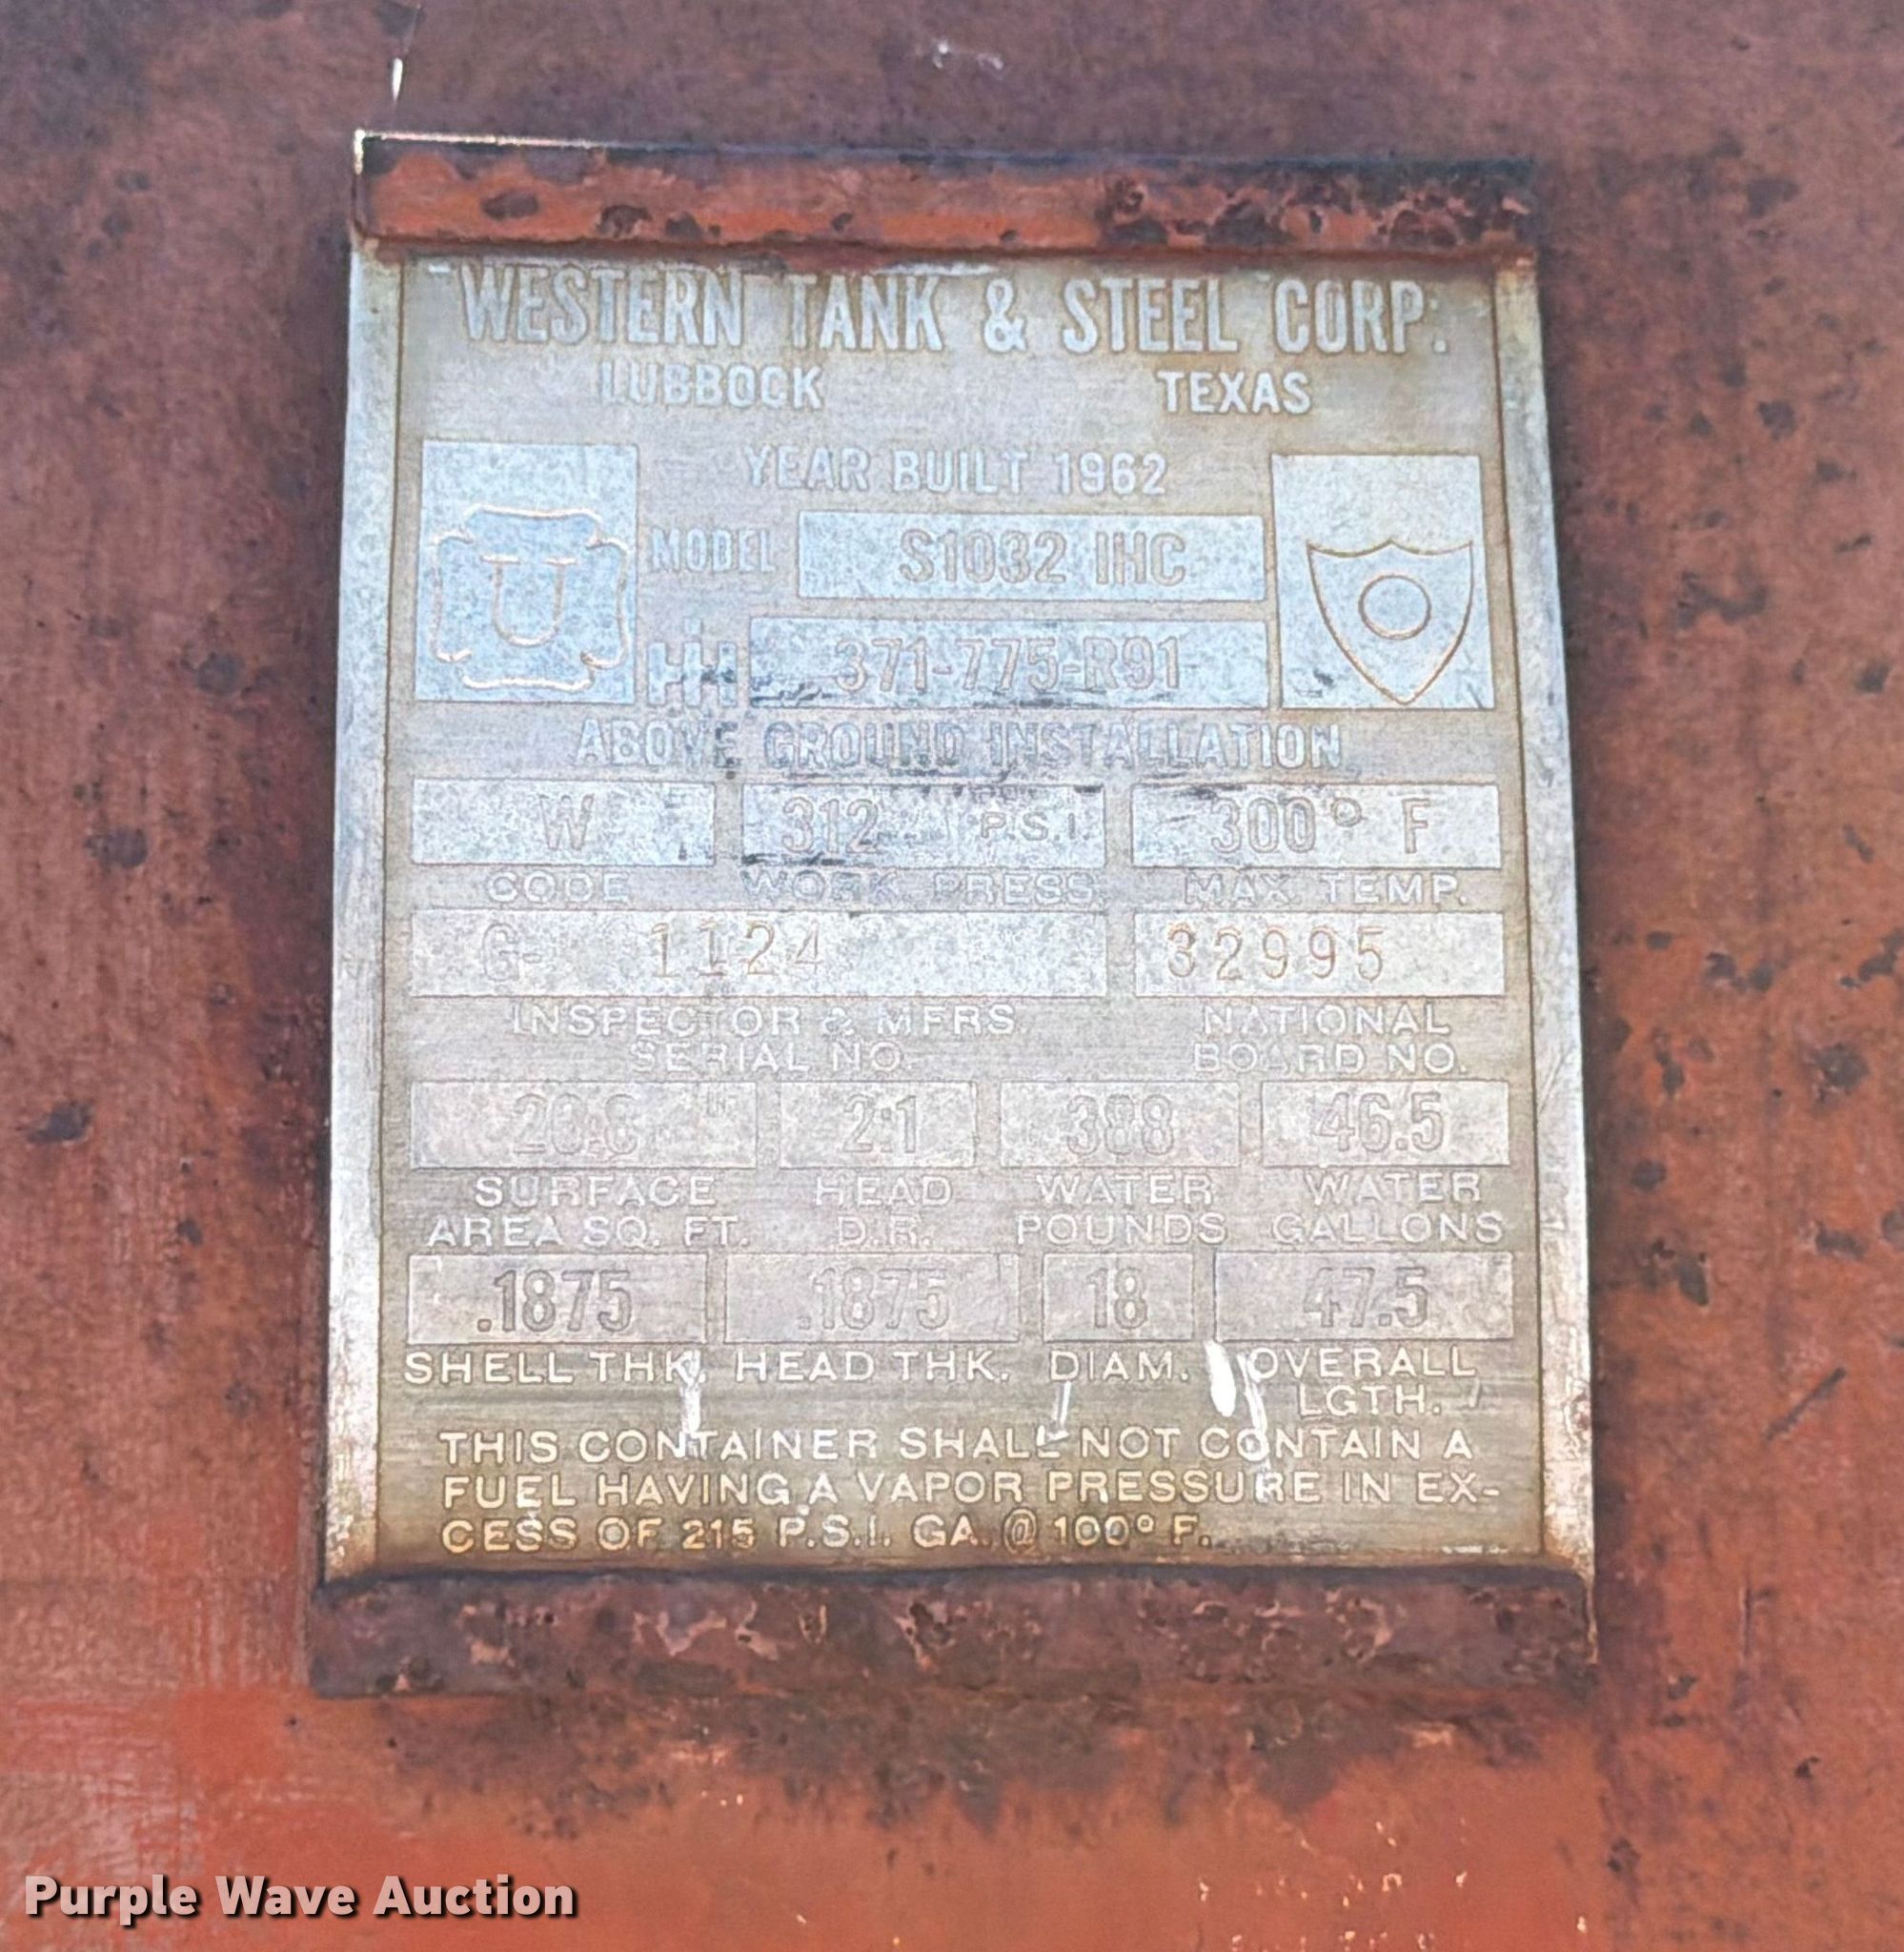 WESTERN TANK & STEEL CORP.
LUBBOCK TEXAS
YEAR BUILT 1962
U
MODEL S1032 IHC
371-775-R91
ABOVE GROUND INSTALLATION
W 312 P.S.I. 300° F
CODE WORK PRESS. MAX TEMP.
G- 1124 32995
INSPECTOR & MFRS NATIONAL
SERIAL NO. BOARD NO.
2:1 388 46.5
SURFACE HEAD WATER WATER
AREA SQ. FT. D.R. POUNDS GALLONS
.1875 .1875 18 47.5
SHELL THK. HEAD THK. DIAM. OVERALL
LGTH.
THIS CONTAINER SHALL NOT CONTAIN A
FUEL HAVING A VAPOR PRESSURE IN EX-
CESS OF 215 P.S.I. GA. @ 100° F.
Purple Wave Auction